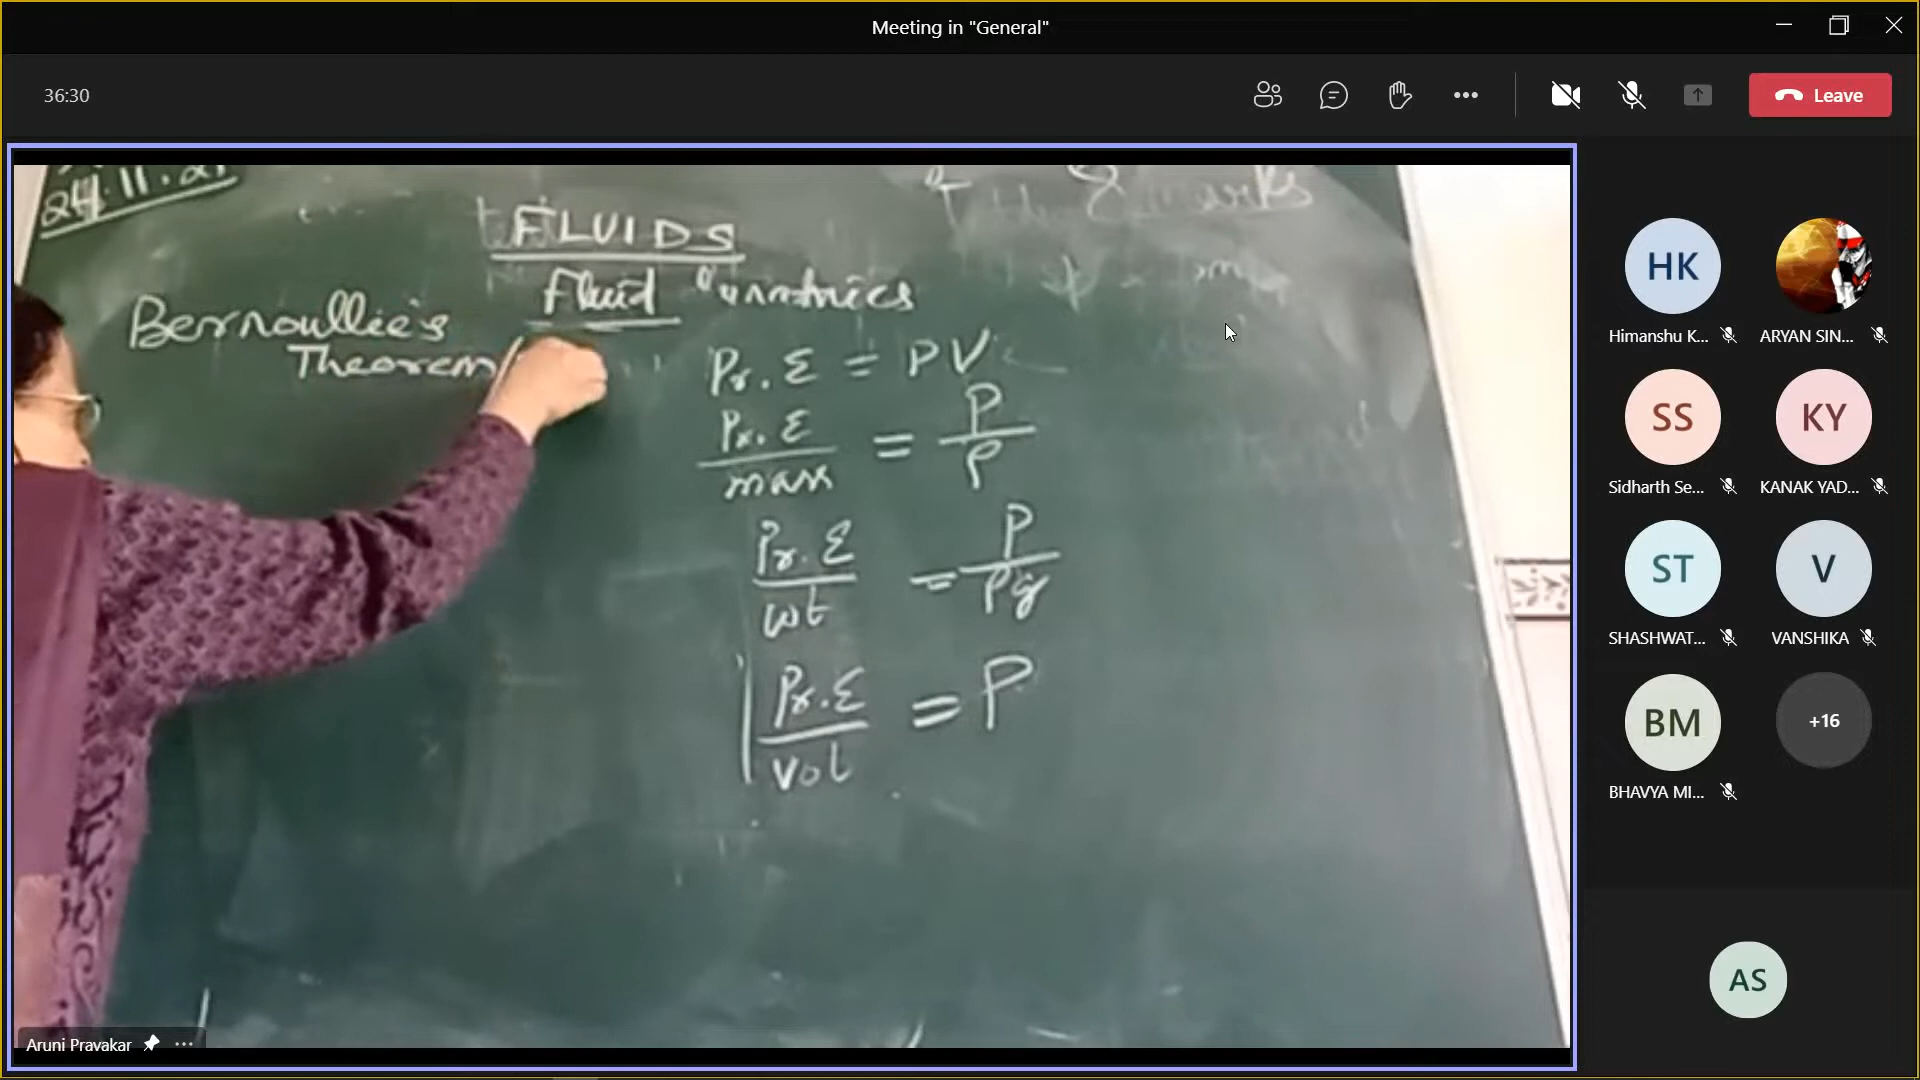 Meeting in "General"
36:30
Leave
24.11.21
FLUIDS
Fluid Dynamics
Bernoullie's
Theorem
Pr. E = PV
Pr. E / mass = P / ρ
Pr. E / wt = P / ρg
Pr. E / vol = P
marks
HK
Himanshu K...
ARYAN SIN...
SS
Sidharth Se...
KY
KANAK YAD...
ST
SHASHWAT...
V
VANSHIKA
BM
BHAVYA MI...
+16
AS
Aruni Pravakar